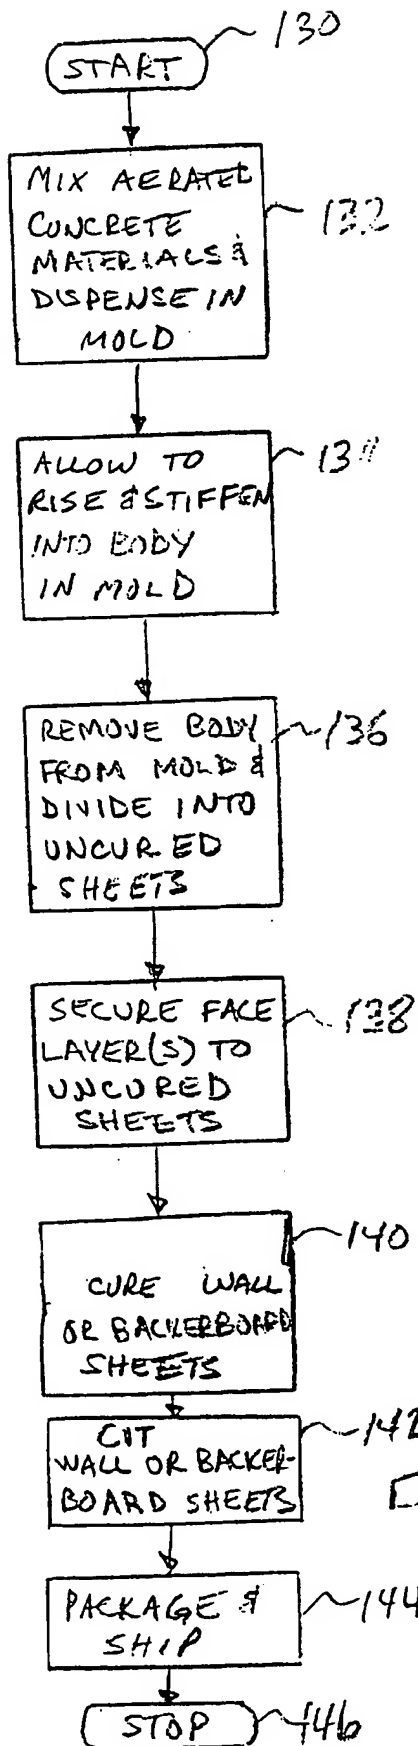 START
130
MIX AERATED
CONCRETE
MATERIALS &
DISPENSE IN
MOLD
132
ALLOW TO
RISE & STIFFEN
INTO BODY
IN MOLD
134
REMOVE BODY
FROM MOLD &
DIVIDE INTO
UNCURED
SHEETS
136
SECURE FACE
LAYER(S) TO
UNCURED
SHEETS
138
CURE WALL
OR BACKERBOARD
SHEETS
140
CUT
WALL OR BACKER-
BOARD SHEETS
142
PACKAGE &
SHIP
144
STOP
146